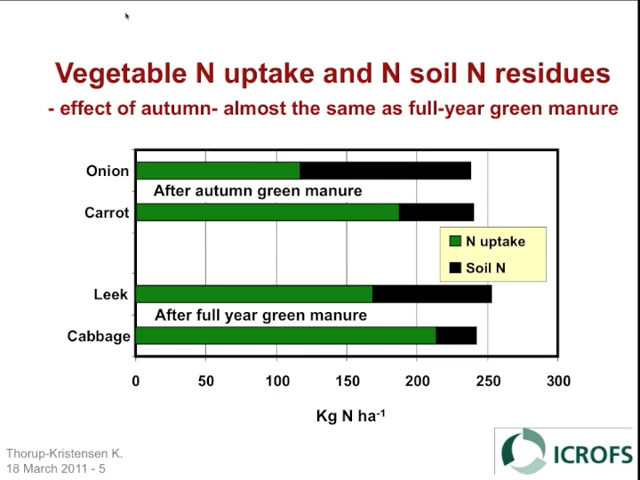 Vegetable N uptake and N soil N residues
- effect of autumn- almost the same as full-year green manure
Onion
After autumn green manure
Carrot
N uptake
Soil N
Leek
After full year green manure
Cabbage
0 50 100 150 200 250 300
Kg N ha⁻¹
Thorup-Kristensen K.
18 March 2011 - 5
ICROFS